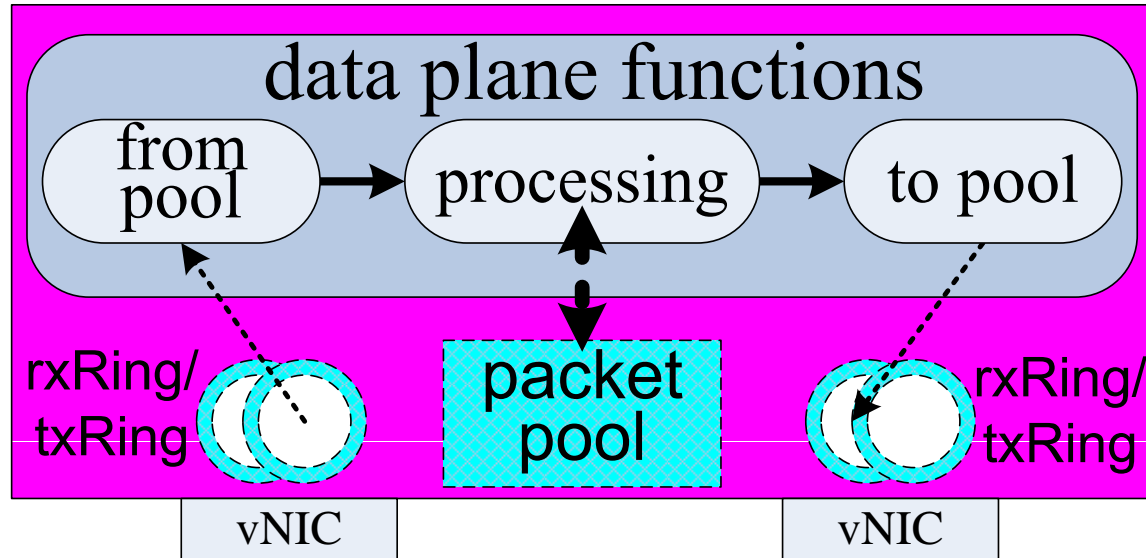 data plane functions
from
pool
processing
to pool
rxRing/
txRing
packet
pool
rxRing/
txRing
vNIC
vNIC